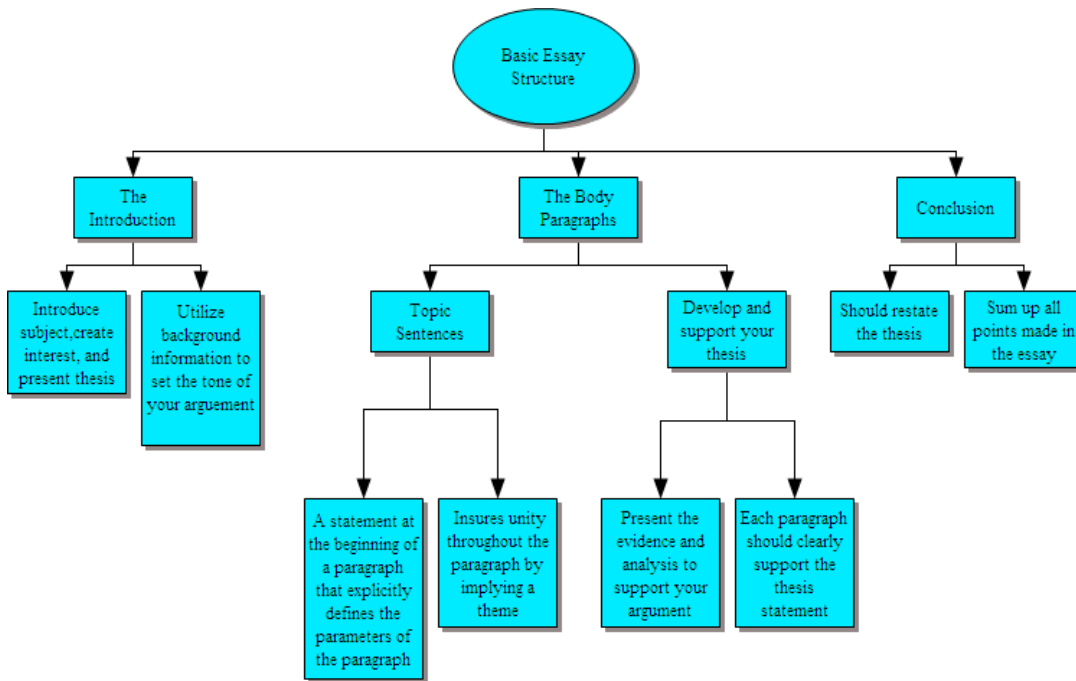 Basic Essay
Structure
The
Introduction
The Body
Paragraphs
Conclusion
Introduce
subject,create
interest, and
present thesis
Utilize
background
information to
set the tone of
your arguement
Topic
Sentences
Develop and
support your
thesis
Should restate
the thesis
Sum up all
points made in
the essay
A statement at
the beginning of
a paragraph
that explicitly
defines the
parameters of
the paragraph
Insures unity
throughout the
paragraph by
implying a
theme
Present the
evidence and
analysis to
support your
argument
Each paragraph
should clearly
support the
thesis
statement